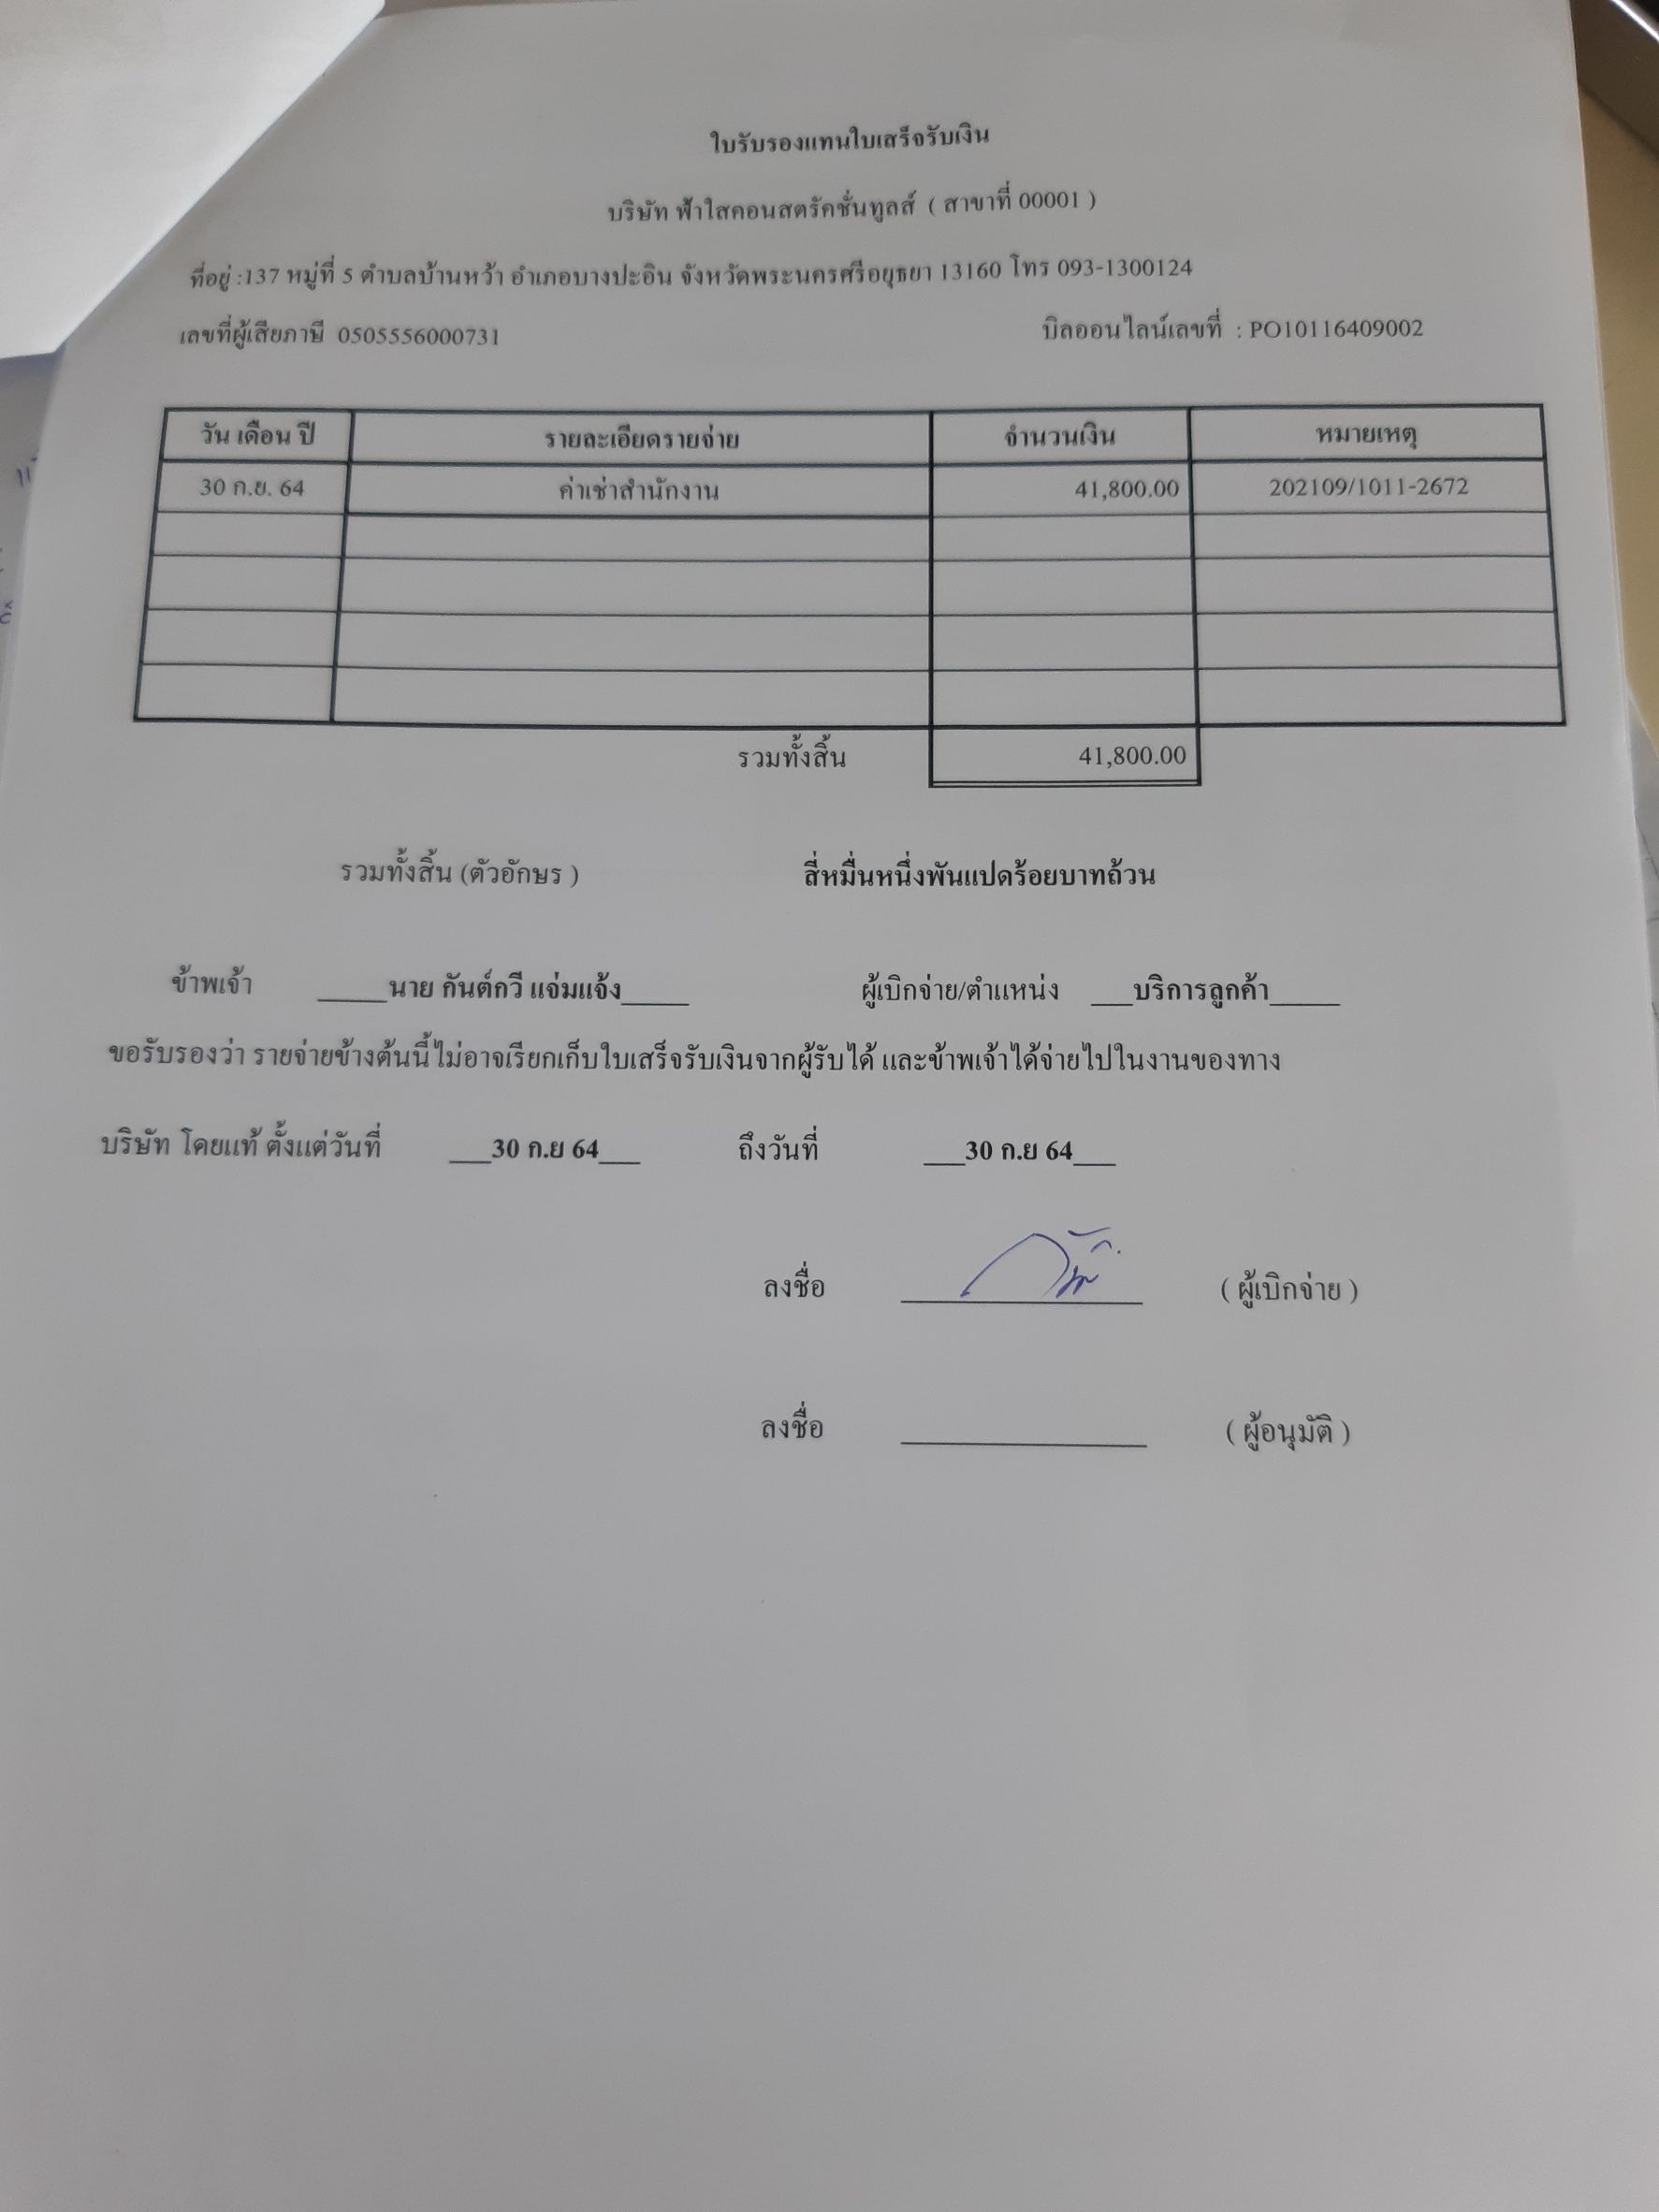 ใบรับรองแทนใบเสร็จรับเงิน
บริษัท ฟ้าใสคอนสตรัคชั่นทูลส์ ( สาขาที่ 00001 )
ที่อยู่ :137 หมู่ที่ 5 ตำบลบ้านหว้า อำเภอบางปะอิน จังหวัดพระนครศรีอยุธยา 13160 โทร 093-1300124
เลขที่ผู้เสียภาษี 0505556000731 บิลออนไลน์เลขที่ : PO10116409002
วัน เดือน ปี รายละเอียดรายจ่าย จำนวนเงิน หมายเหตุ
30 ก.ย. 64 ค่าเช่าสำนักงาน 41,800.00 202109/1011-2672
รวมทั้งสิ้น 41,800.00
รวมทั้งสิ้น (ตัวอักษร ) สี่หมื่นหนึ่งพันแปดร้อยบาทถ้วน
ข้าพเจ้า _____นาย กันต์กวี แจ่มแจ้ง_____ ผู้เบิกจ่าย/ตำแหน่ง ___บริการลูกค้า_____
ขอรับรองว่า รายจ่ายข้างต้นนี้ไม่อาจเรียกเก็บใบเสร็จรับเงินจากผู้รับได้ และข้าพเจ้าได้จ่ายไปในงานของทาง
บริษัท โดยแท้ ตั้งแต่วันที่ ___30 ก.ย 64___ ถึงวันที่ ___30 ก.ย 64___
ลงชื่อ ( ผู้เบิกจ่าย )
ลงชื่อ ( ผู้อนุมัติ )